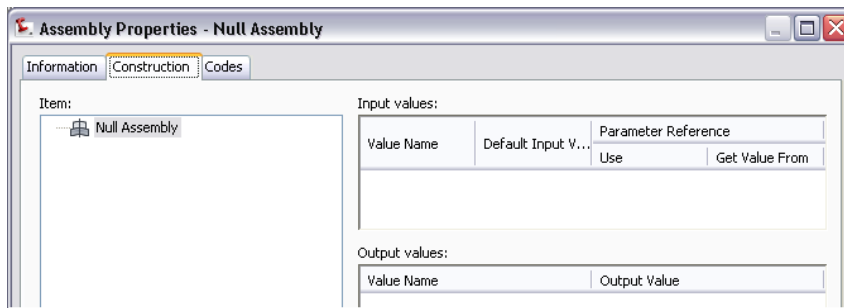 Assembly Properties - Null Assembly
Information Construction Codes
Item:
Null Assembly
Input values:
Value Name Default Input V... Parameter Reference
Use Get Value From
Output values:
Value Name Output Value